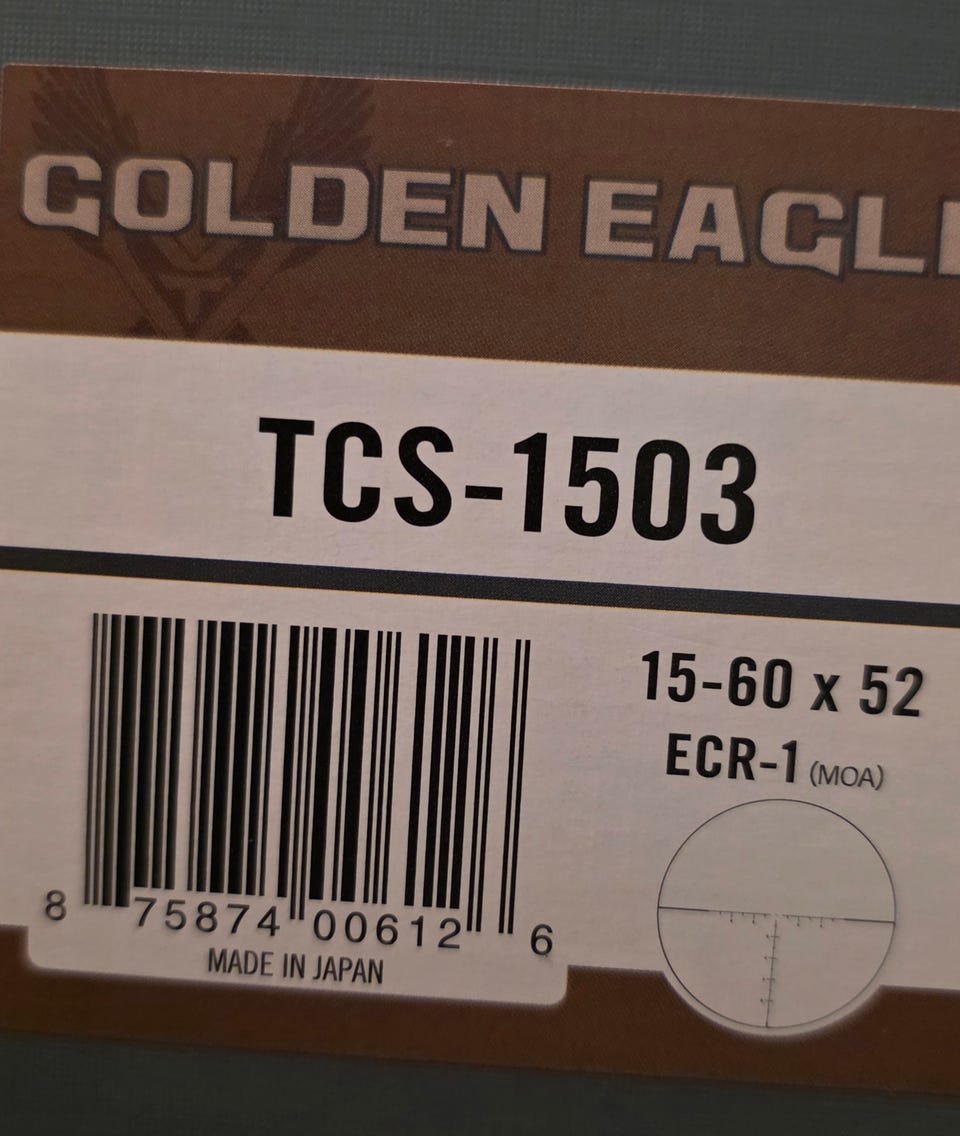 GOLDEN EAGL
TCS-1503
15-60 x 52
ECR-1 (MOA)
8 75874 00612 6
MADE IN JAPAN